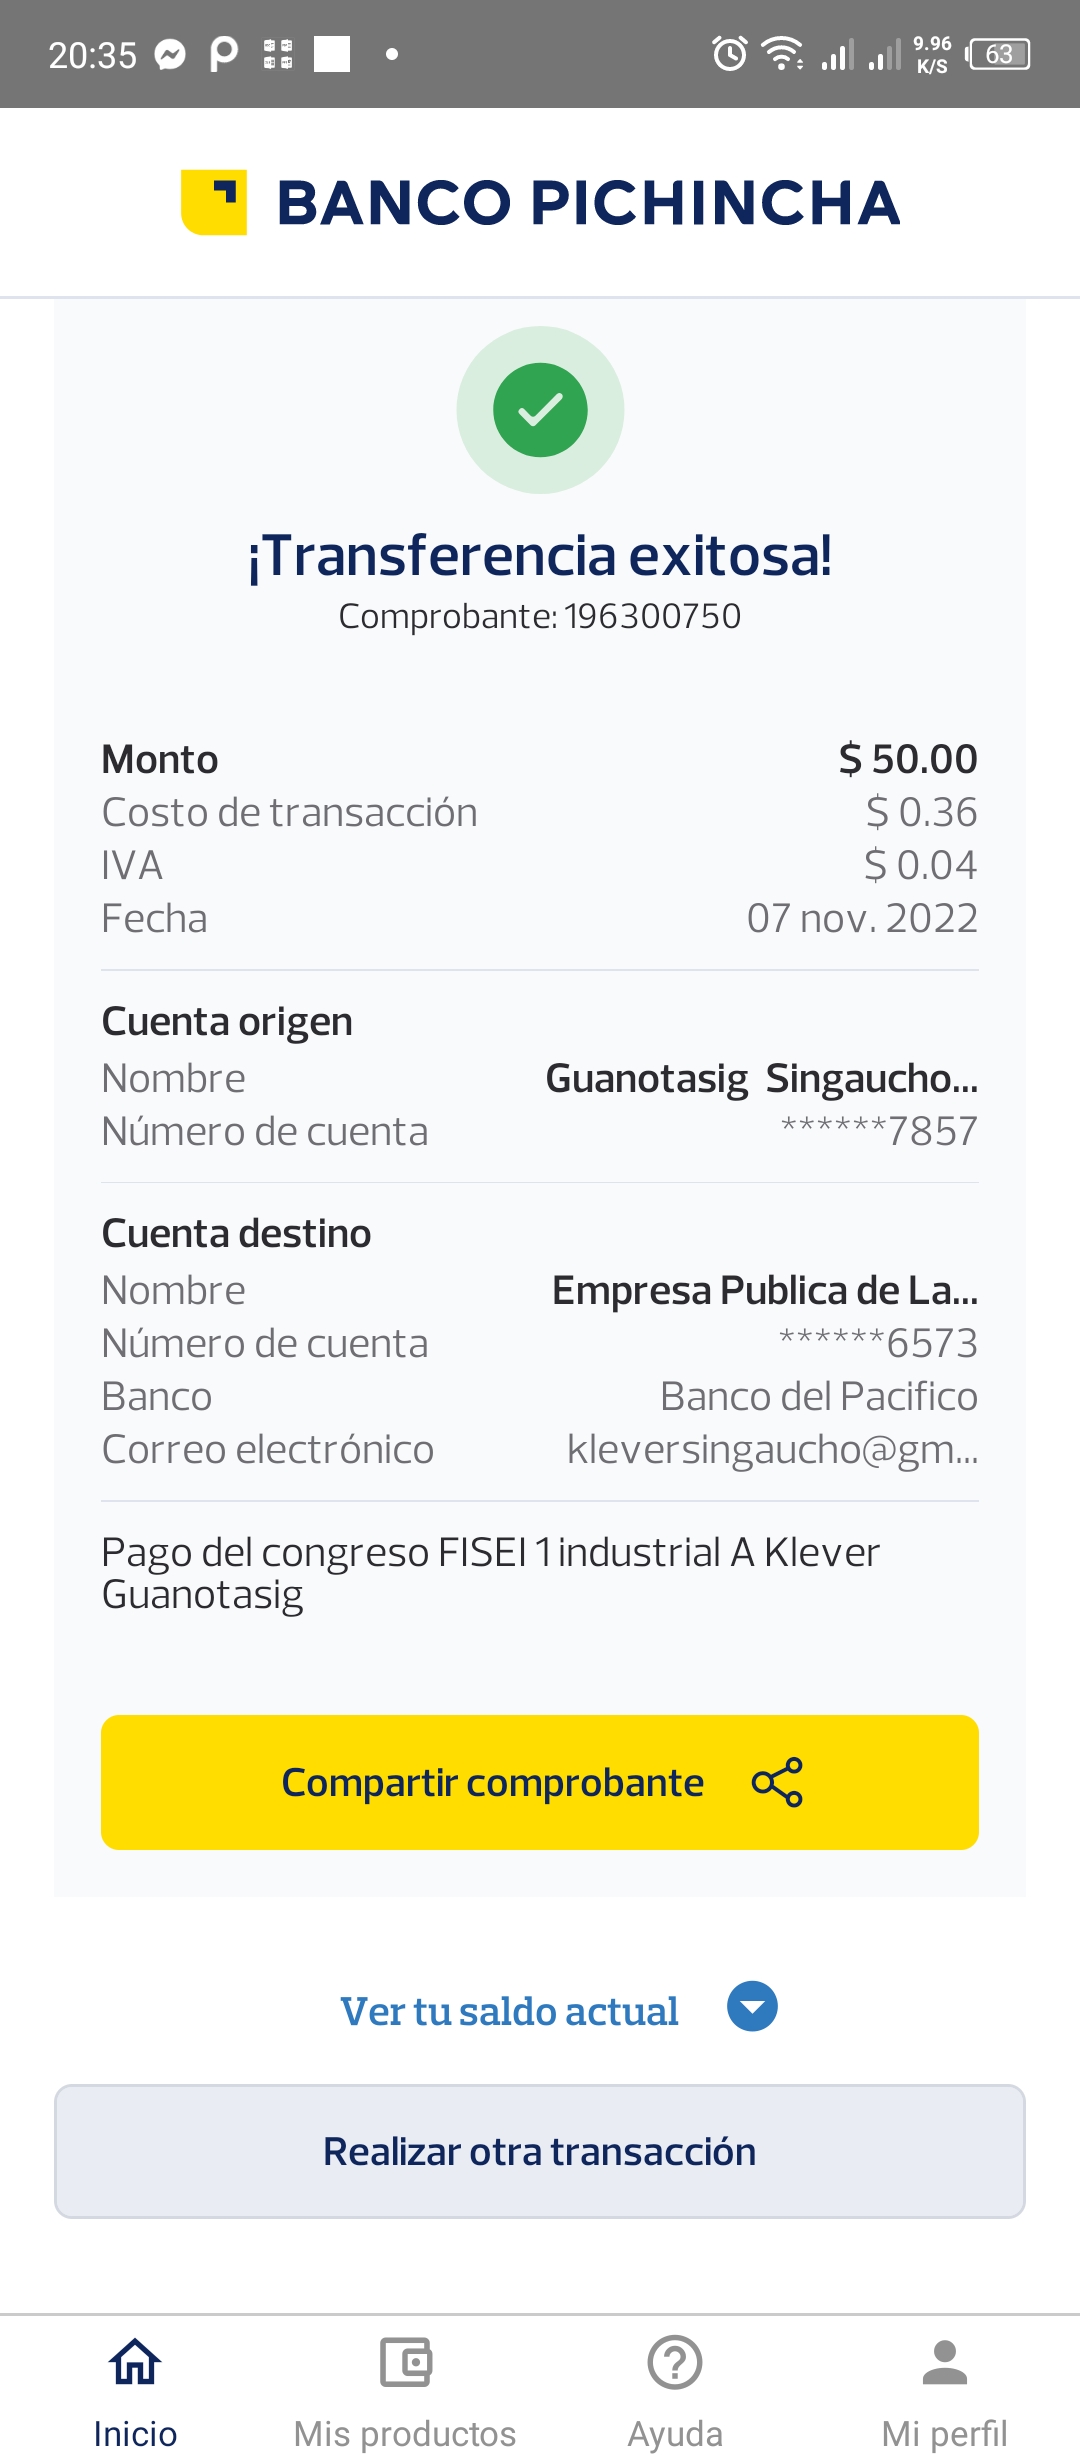 20:35
9.96
K/S
63
BANCO PICHINCHA
¡Transferencia exitosa!
Comprobante: 196300750
Monto $ 50.00
Costo de transacción $ 0.36
IVA $ 0.04
Fecha 07 nov. 2022
Cuenta origen
Nombre Guanotasig Singaucho...
Número de cuenta ******7857
Cuenta destino
Nombre Empresa Publica de La...
Número de cuenta ******6573
Banco Banco del Pacifico
Correo electrónico kleversingaucho@gm...
Pago del congreso FISEI 1 industrial A Klever
Guanotasig
Compartir comprobante
Ver tu saldo actual
Realizar otra transacción
Inicio Mis productos Ayuda Mi perfil